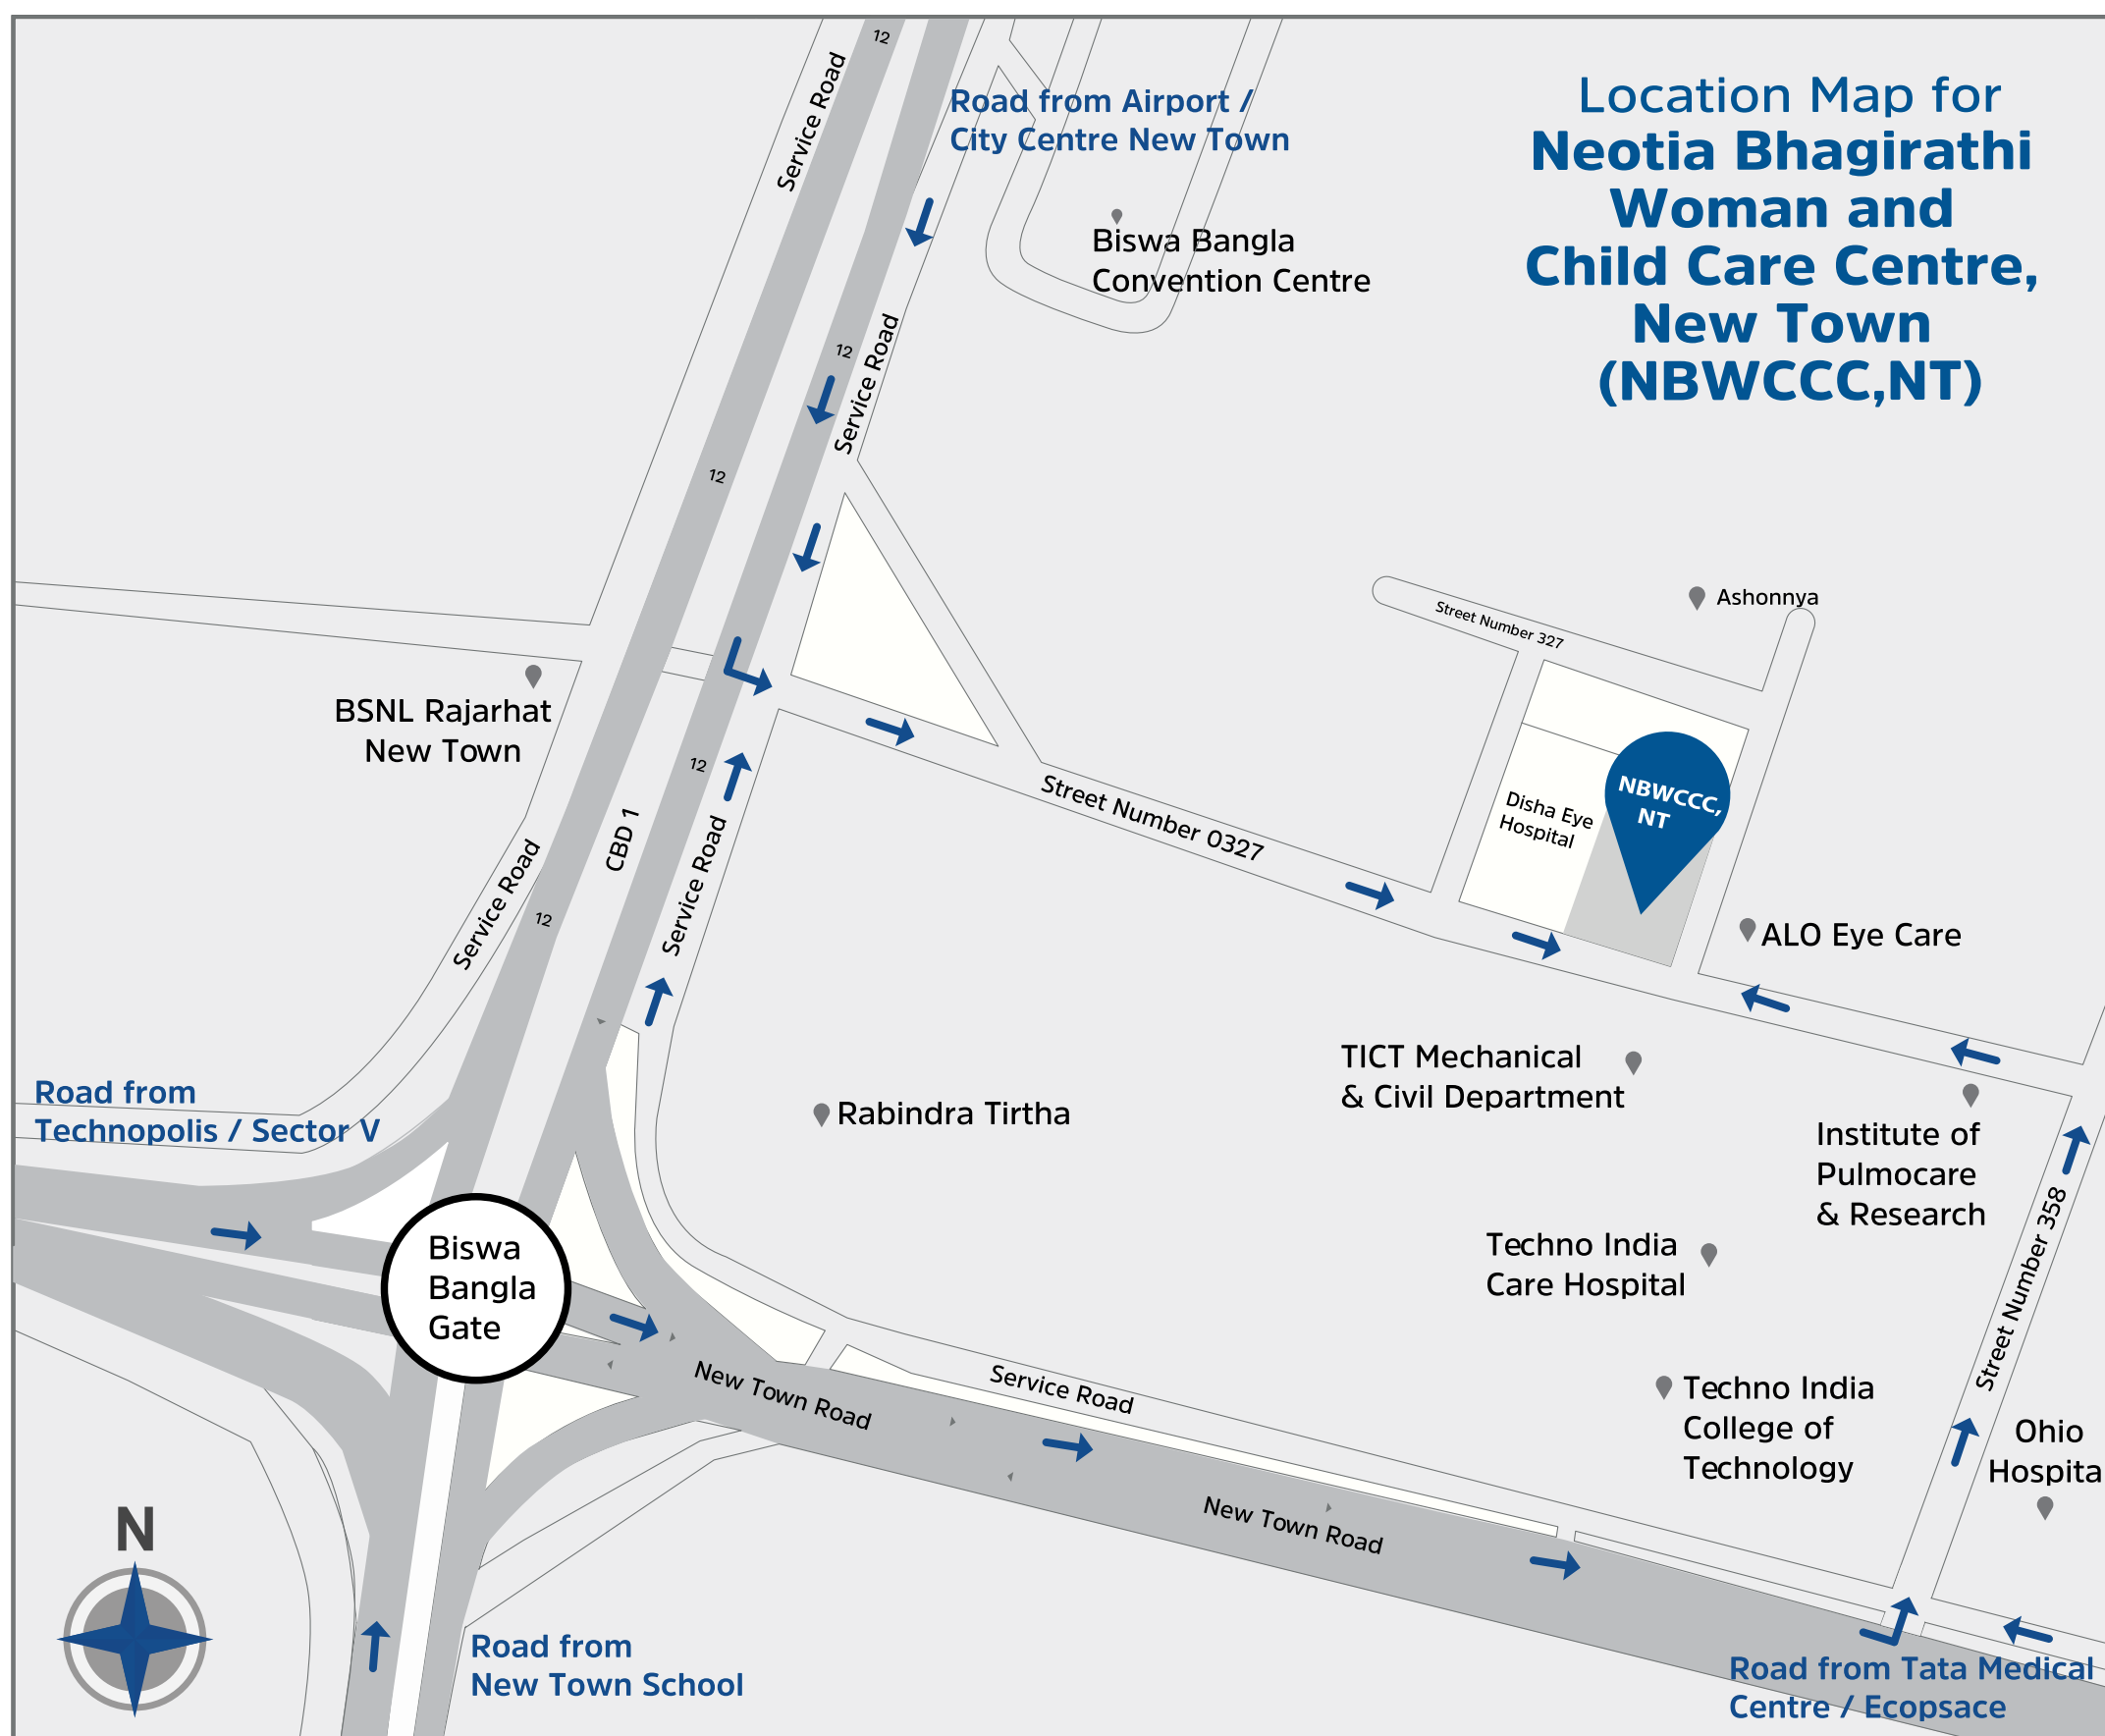 Location Map for
Neotia Bhagirathi
Woman and
Child Care Centre,
New Town
(NBWCCC,NT)
12
Service Road
Road from Airport /
City Centre New Town
Biswa Bangla
Convention Centre
12
Service Road
12
Ashonnya
Street Number 327
BSNL Rajarhat
New Town
12
Street Number 0327
NBWCCC,
NT
Disha Eye
Hospital
CBD 1
Service Road
Service Road
12
ALO Eye Care
TICT Mechanical
& Civil Department
Road from
Technopolis / Sector V
Rabindra Tirtha
Institute of
Pulmocare
& Research
Street Number 358
Biswa
Bangla
Gate
Techno India
Care Hospital
New Town Road
Service Road
Techno India
College of
Technology
Ohio
Hospita
New Town Road
N
Road from
New Town School
Road from Tata Medical
Centre / Ecopsace